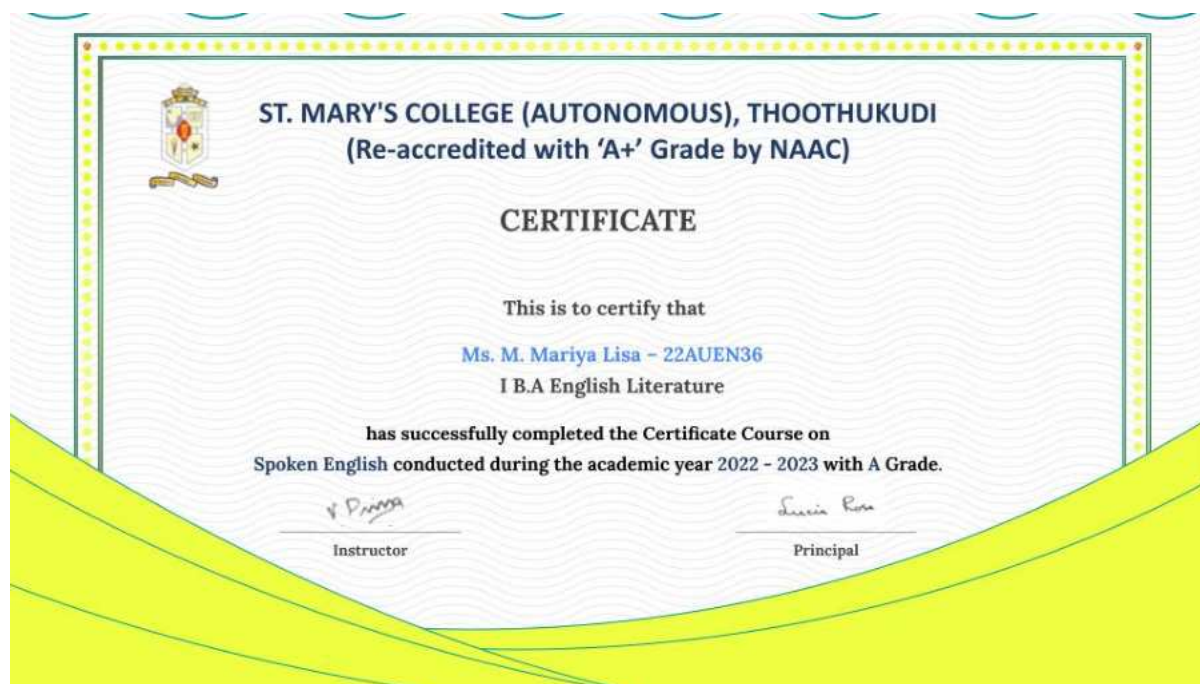 ST. MARY'S COLLEGE (AUTONOMOUS), THOOTHUKUDI
(Re-accredited with ‘A+’ Grade by NAAC)
CERTIFICATE
This is to certify that
Ms. M. Mariya Lisa – 22AUEN36
I B.A English Literature
has successfully completed the Certificate Course on
Spoken English conducted during the academic year 2022 - 2023 with A Grade.
Lucia Rose
Instructor
Principal